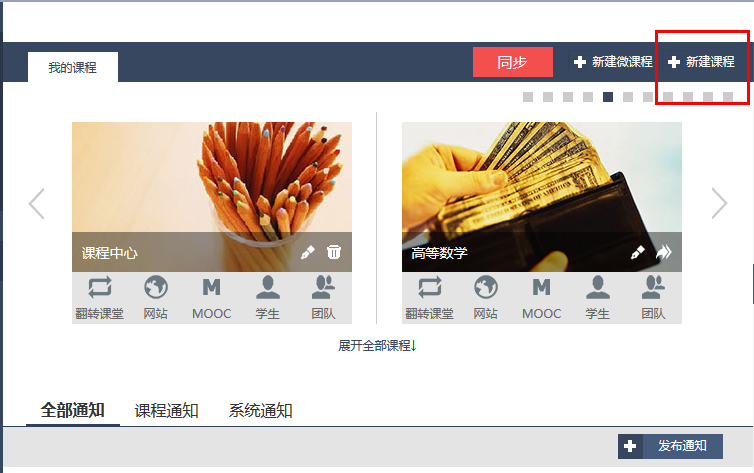 我的课程
同步
新建微课程
新建课程
课程中心
高等数学
翻转课堂 网站 MOOC 学生 团队
翻转课堂 网站 MOOC 学生 团队
展开全部课程↓
全部通知 课程通知 系统通知
发布通知